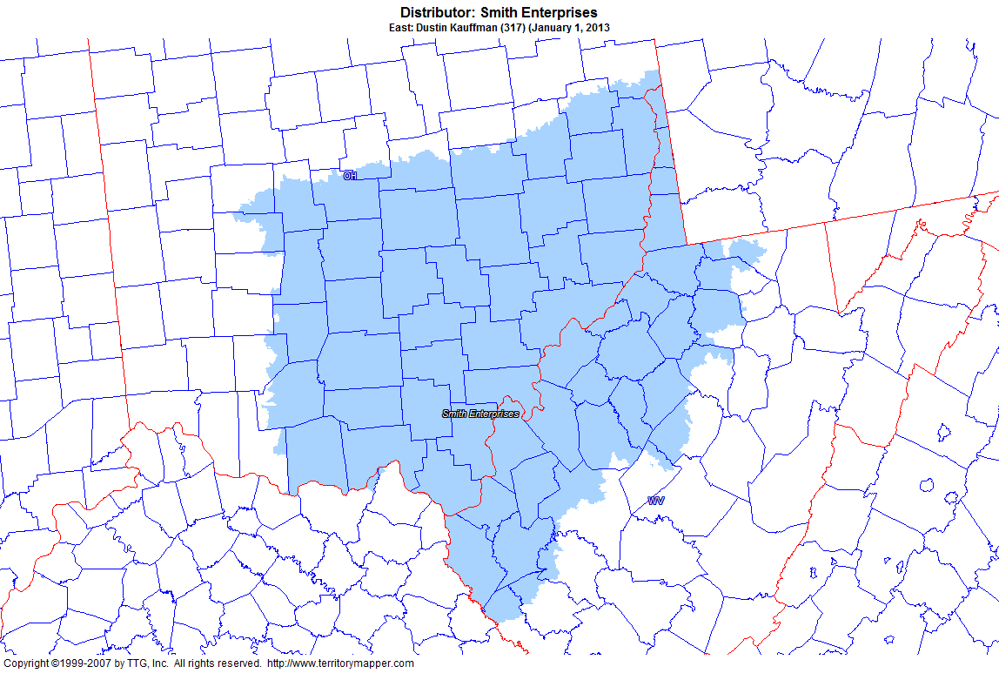 Distributor: Smith Enterprises
East: Dustin Kauffman (317) (January 1, 2013
OH
Smith Enterprises
WV
Copyright ©1999-2007 by TTG, Inc. All rights reserved. http://www.territorymapper.com